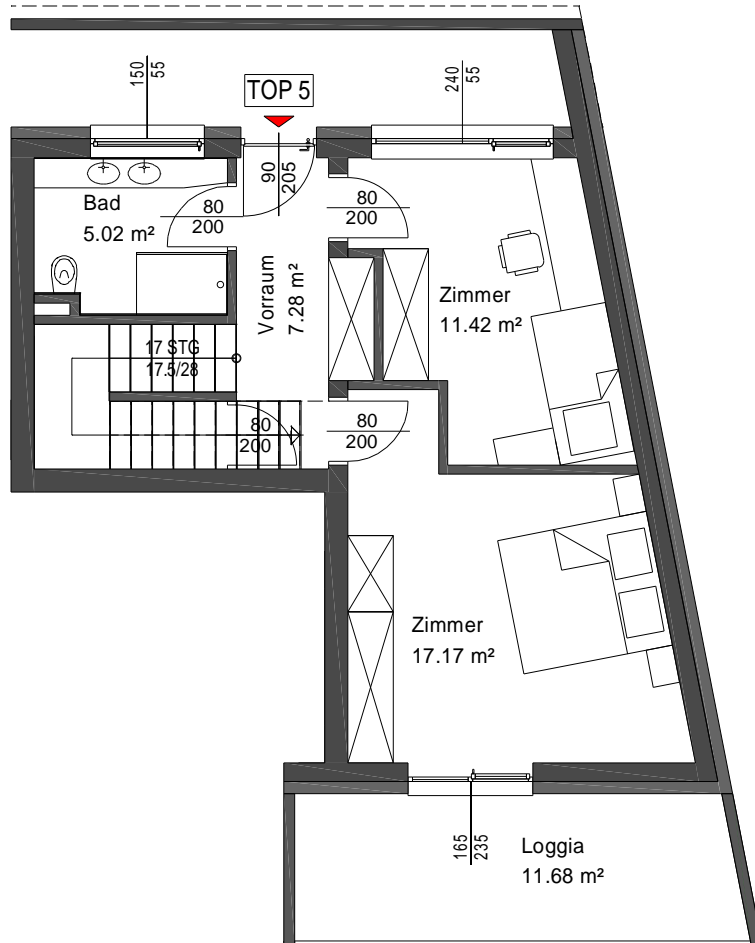 150
55
TOP 5
240
55
90
205
Bad
5.02 m²
80
200
80
200
Vorraum
7.28 m²
Zimmer
11.42 m²
17 STG
17.5/28
80
200
80
200
Zimmer
17.17 m²
165
235
Loggia
11.68 m²